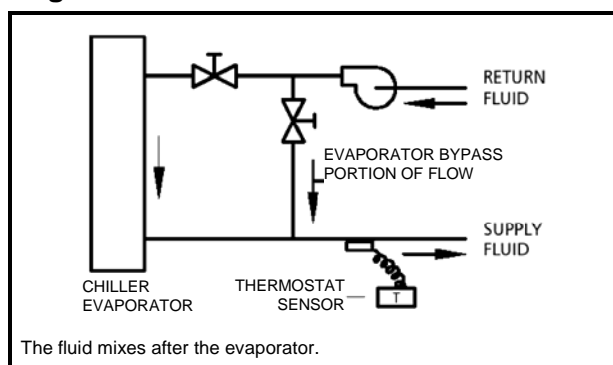 RETURN
FLUID
EVAPORATOR BYPASS
PORTION OF FLOW
SUPPLY
FLUID
CHILLER
EVAPORATOR
THERMOSTAT
SENSOR
T
The fluid mixes after the evaporator.